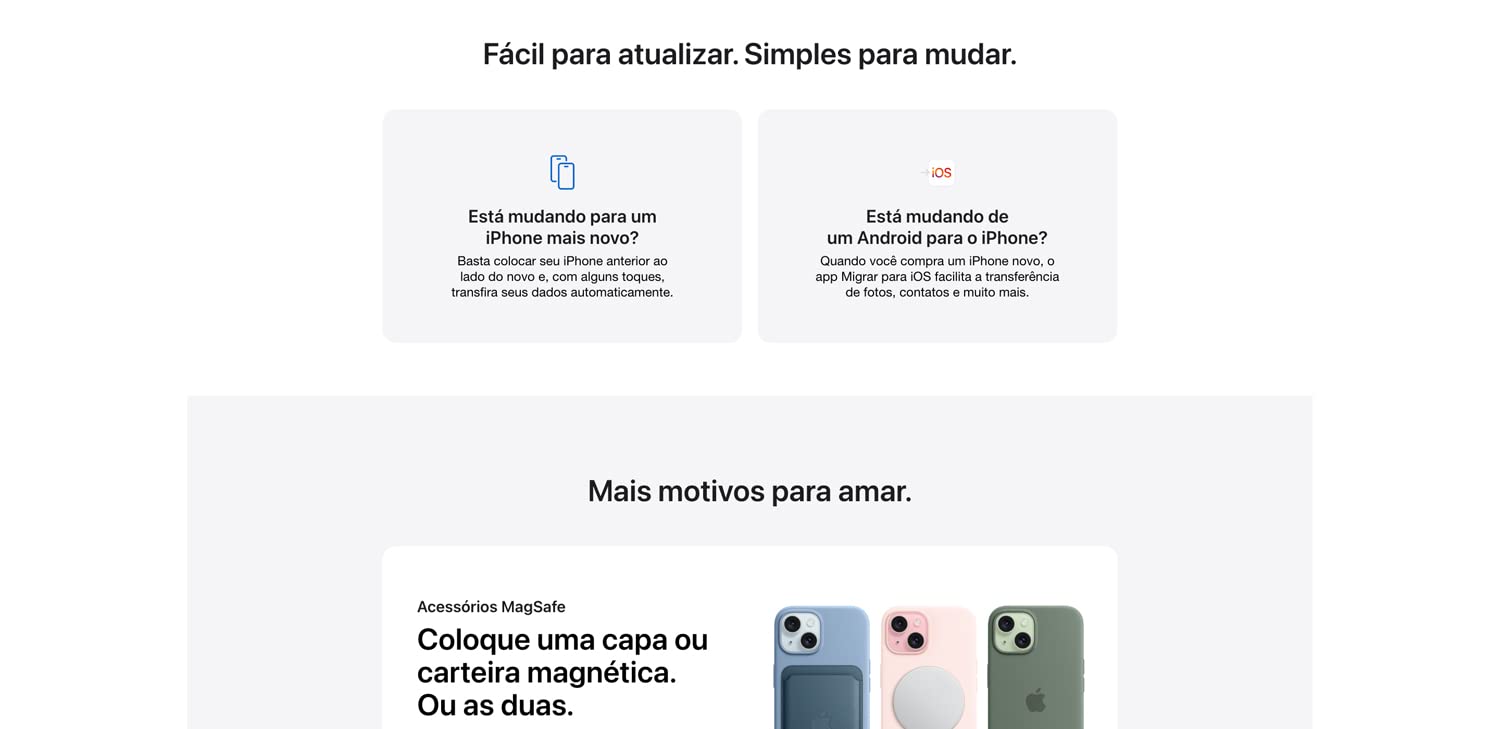 Fácil para atualizar. Simples para mudar.
Está mudando para um
iPhone mais novo?
Basta colocar seu iPhone anterior ao
lado do novo e, com alguns toques,
transfira seus dados automaticamente.
iOS
Está mudando de
um Android para o iPhone?
Quando você compra um iPhone novo, o
app Migrar para iOS facilita a transferência
de fotos, contatos e muito mais.
Mais motivos para amar.
Acessórios MagSafe
Coloque uma capa ou
carteira magnética.
Ou as duas.